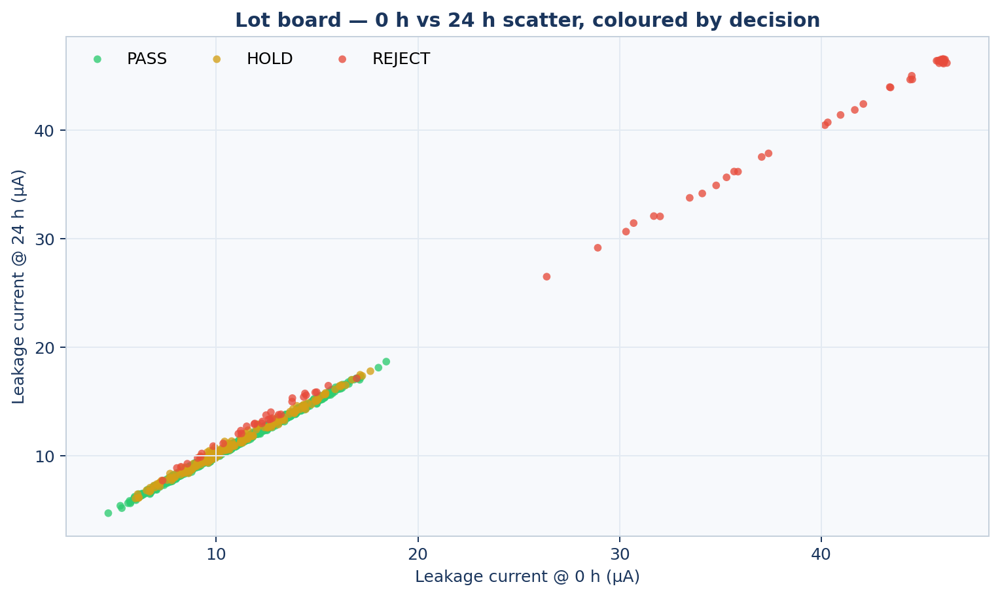 Lot board — 0 h vs 24 h scatter, coloured by decision
PASS HOLD REJECT
Leakage current @ 24 h (μA)
40
30
20
10
10 20 30 40
Leakage current @ 0 h (μA)